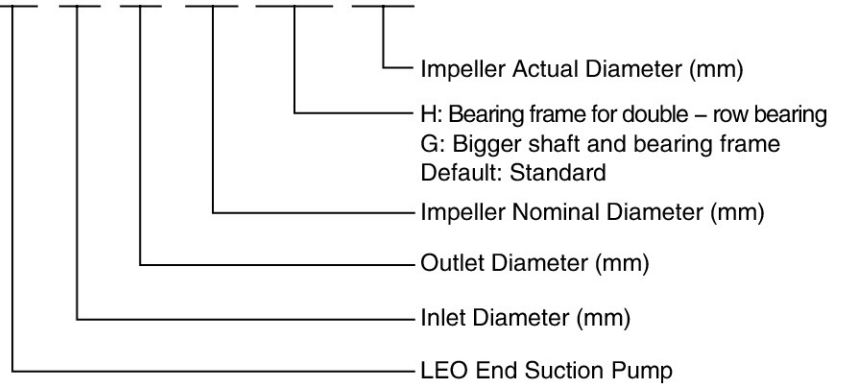 Impeller Actual Diameter (mm)
H: Bearing frame for double – row bearing
G: Bigger shaft and bearing frame
Default: Standard
Impeller Nominal Diameter (mm)
Outlet Diameter (mm)
Inlet Diameter (mm)
LEO End Suction Pump